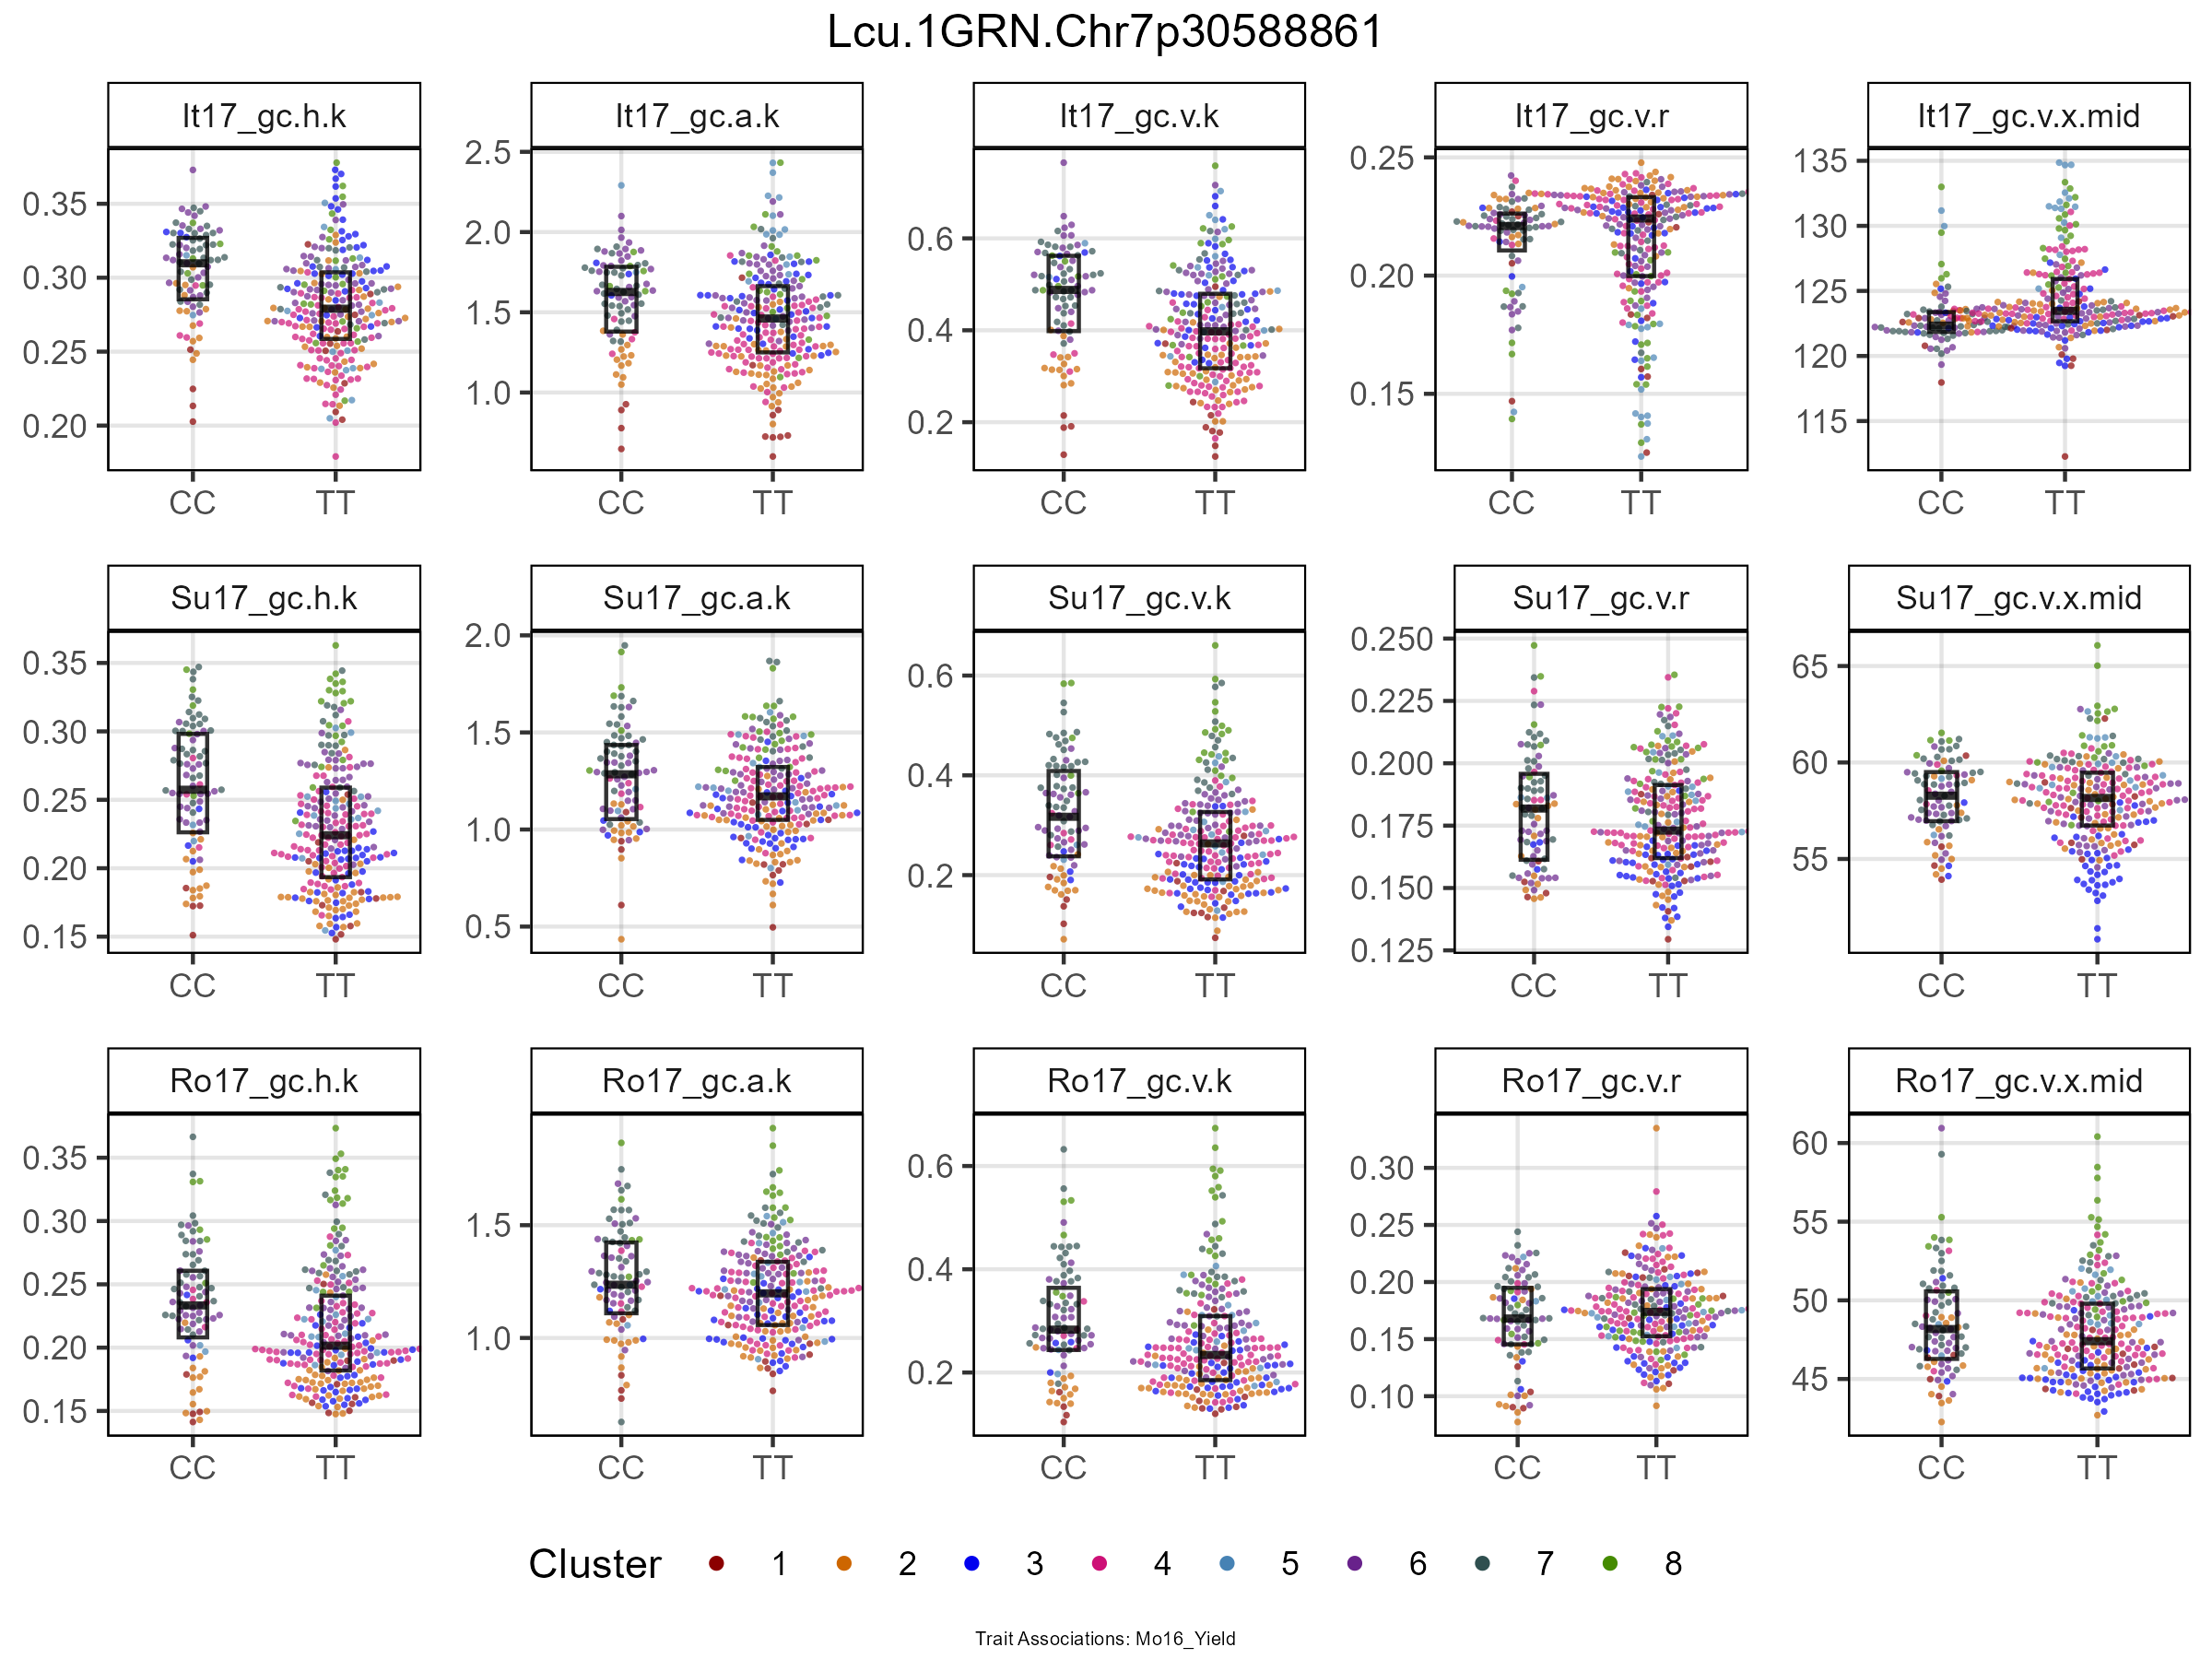 Lcu.1GRN.Chr7p30588861
It17_gc.h.k It17_gc.a.k It17_gc.v.k It17_gc.v.r It17_gc.v.x.mid
0.35 0.30 0.25 0.20
2.5 2.0 1.5 1.0
0.6 0.4 0.2
0.25 0.20 0.15
135 130 125 120 115
CC TT CC TT CC TT CC TT CC TT
Su17_gc.h.k Su17_gc.a.k Su17_gc.v.k Su17_gc.v.r Su17_gc.v.x.mid
0.35 0.30 0.25 0.20 0.15
2.0 1.5 1.0 0.5
0.6 0.4 0.2
0.250 0.225 0.200 0.175 0.150 0.125
65 60 55
CC TT CC TT CC TT CC TT CC TT
Ro17_gc.h.k Ro17_gc.a.k Ro17_gc.v.k Ro17_gc.v.r Ro17_gc.v.x.mid
0.35 0.30 0.25 0.20 0.15
1.5 1.0
0.6 0.4 0.2
0.30 0.25 0.20 0.15 0.10
60 55 50 45
CC TT CC TT CC TT CC TT CC TT
Cluster 1 2 3 4 5 6 7 8
Trait Associations: Mo16_Yield